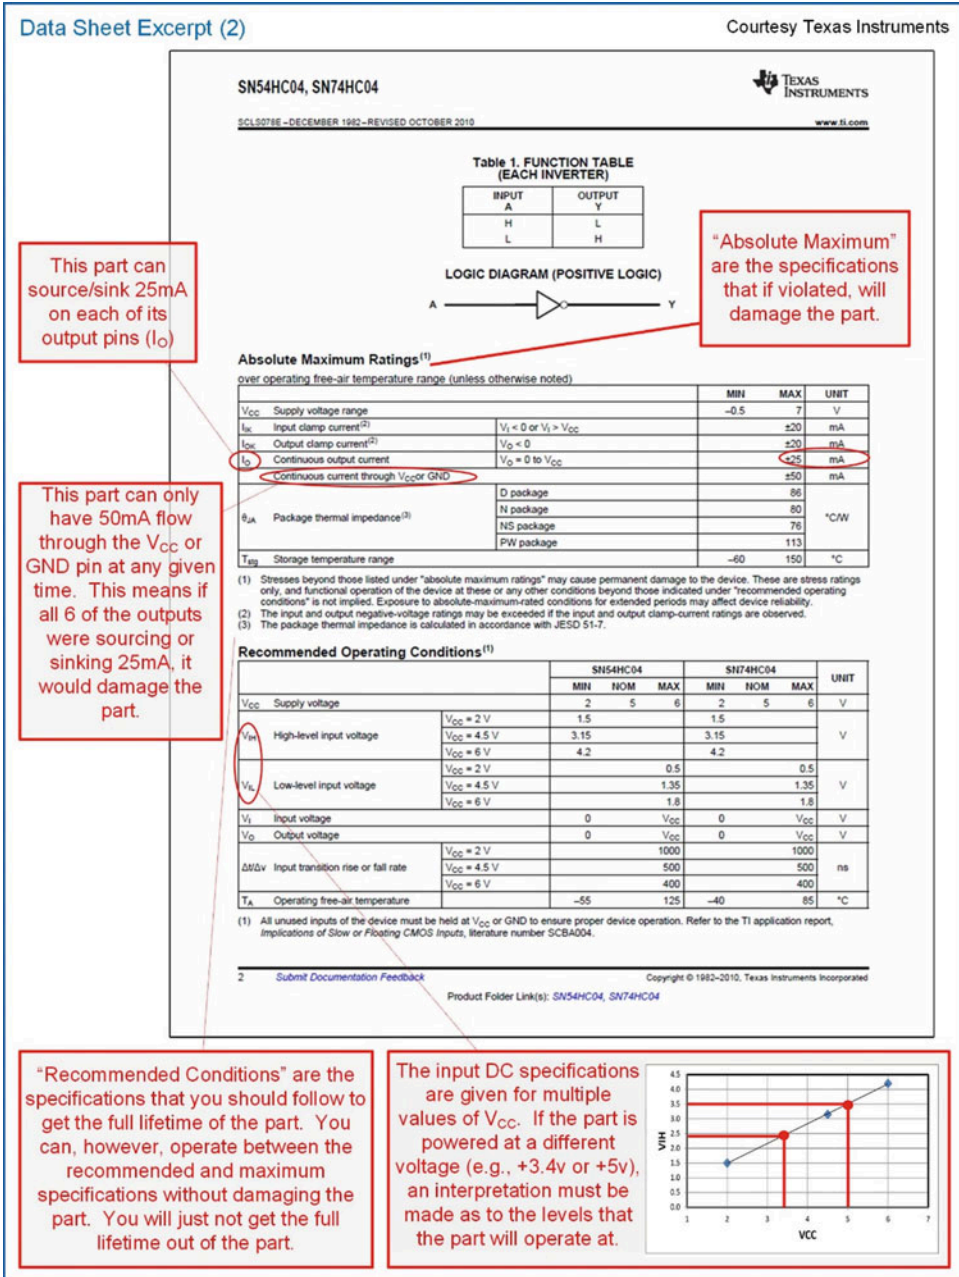 Data Sheet Excerpt (2)
Courtesy Texas Instruments
SN54HC04, SN74HC04
TEXAS
INSTRUMENTS
SCLS078E –DECEMBER 1982–REVISED OCTOBER 2010
www.ti.com
Table 1. FUNCTION TABLE
(EACH INVERTER)
INPUT OUTPUT
A Y
H L
L H
LOGIC DIAGRAM (POSITIVE LOGIC)
A Y
This part can
source/sink 25mA
on each of its
output pins (IO)
"Absolute Maximum"
are the specifications
that if violated, will
damage the part.
Absolute Maximum Ratings(1)
over operating free-air temperature range (unless otherwise noted)
MIN MAX UNIT
VCC Supply voltage range –0.5 7 V
IIK Input clamp current(2) VI < 0 or VI > VCC ±20 mA
IOK Output clamp current(2) VO < 0 ±20 mA
IO Continuous output current VO = 0 to VCC ±25 mA
Continuous current through VCC or GND ±50 mA
θJA Package thermal impedance(3) D package 86 °C/W
N package 80
NS package 76
PW package 113
Tstg Storage temperature range –60 150 °C
(1) Stresses beyond those listed under "absolute maximum ratings" may cause permanent damage to the device. These are stress ratings
only, and functional operation of the device at these or any other conditions beyond those indicated under "recommended operating
conditions" is not implied. Exposure to absolute-maximum-rated conditions for extended periods may affect device reliability.
(2) The input and output negative-voltage ratings may be exceeded if the input and output clamp-current ratings are observed.
(3) The package thermal impedance is calculated in accordance with JESD 51-7.
This part can only
have 50mA flow
through the VCC or
GND pin at any given
time. This means if
all 6 of the outputs
were sourcing or
sinking 25mA, it
would damage the
part.
Recommended Operating Conditions(1)
SN54HC04 SN74HC04 UNIT
MIN NOM MAX MIN NOM MAX
VCC Supply voltage 2 5 6 2 5 6 V
VIH High-level input voltage VCC = 2 V 1.5 1.5 V
VCC = 4.5 V 3.15 3.15
VCC = 6 V 4.2 4.2
VIL Low-level input voltage VCC = 2 V 0.5 0.5 V
VCC = 4.5 V 1.35 1.35
VCC = 6 V 1.8 1.8
VI Input voltage 0 VCC 0 VCC V
VO Output voltage 0 VCC 0 VCC V
Δt/Δv Input transition rise or fall rate VCC = 2 V 1000 1000 ns
VCC = 4.5 V 500 500
VCC = 6 V 400 400
TA Operating free-air temperature –55 125 –40 85 °C
(1) All unused inputs of the device must be held at VCC or GND to ensure proper device operation. Refer to the TI application report,
Implications of Slow or Floating CMOS Inputs, literature number SCBA004.
2 Submit Documentation Feedback Copyright © 1982–2010, Texas Instruments Incorporated
Product Folder Link(s): SN54HC04, SN74HC04
"Recommended Conditions" are the
specifications that you should follow to
get the full lifetime of the part. You
can, however, operate between the
recommended and maximum
specifications without damaging the
part. You will just not get the full
lifetime out of the part.
The input DC specifications
are given for multiple
values of VCC. If the part is
powered at a different
voltage (e.g., +3.4v or +5v),
an interpretation must be
made as to the levels that
the part will operate at.
VIH
4.5
4.0
3.5
3.0
2.5
2.0
1.5
1.0
0.5
0.0
1 2 3 4 5 6 7
VCC